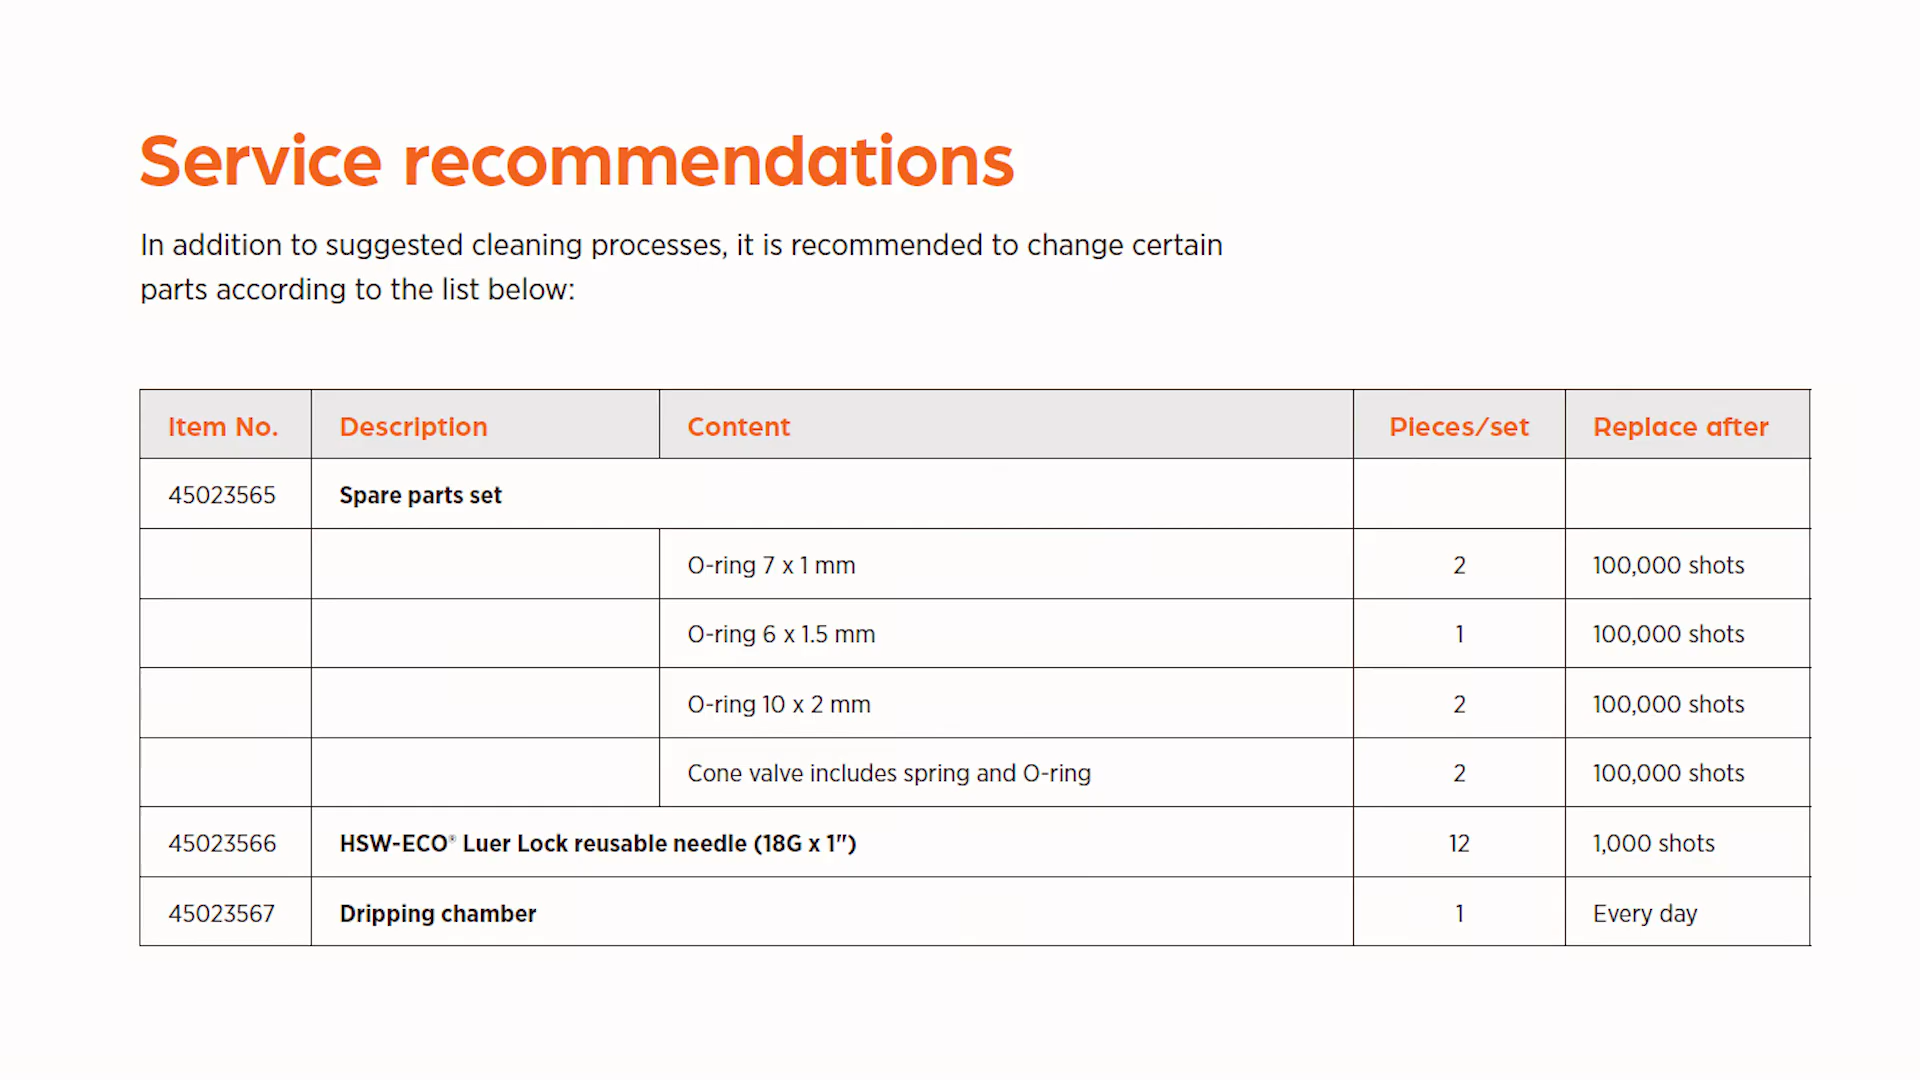 Service recommendations
In addition to suggested cleaning processes, it is recommended to change certain
parts according to the list below:
Item No. Description Content Pieces/set Replace after
45023565 Spare parts set
O-ring 7 x 1 mm 2 100,000 shots
O-ring 6 x 1.5 mm 1 100,000 shots
O-ring 10 x 2 mm 2 100,000 shots
Cone valve includes spring and O-ring 2 100,000 shots
45023566 HSW-ECO® Luer Lock reusable needle (18G x 1") 12 1,000 shots
45023567 Dripping chamber 1 Every day